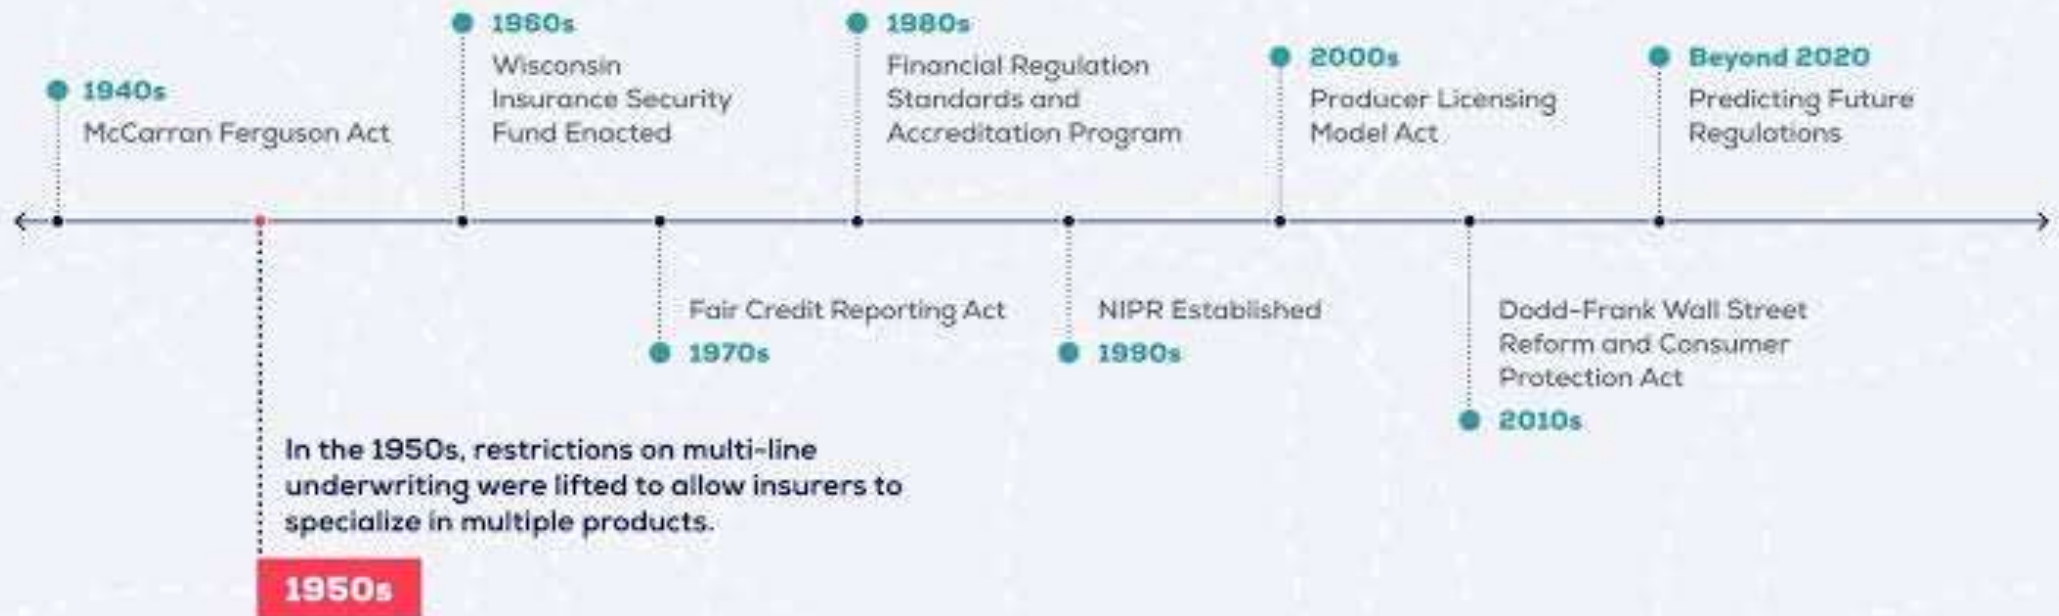 1940s
McCarran Ferguson Act
1960s
Wisconsin
Insurance Security
Fund Enacted
1980s
Financial Regulation
Standards and
Accreditation Program
2000s
Producer Licensing
Model Act
Beyond 2020
Predicting Future
Regulations
In the 1950s, restrictions on multi-line
underwriting were lifted to allow insurers to
specialize in multiple products.
1950s
Fair Credit Reporting Act
1970s
NIPR Established
1990s
Dodd-Frank Wall Street
Reform and Consumer
Protection Act
2010s